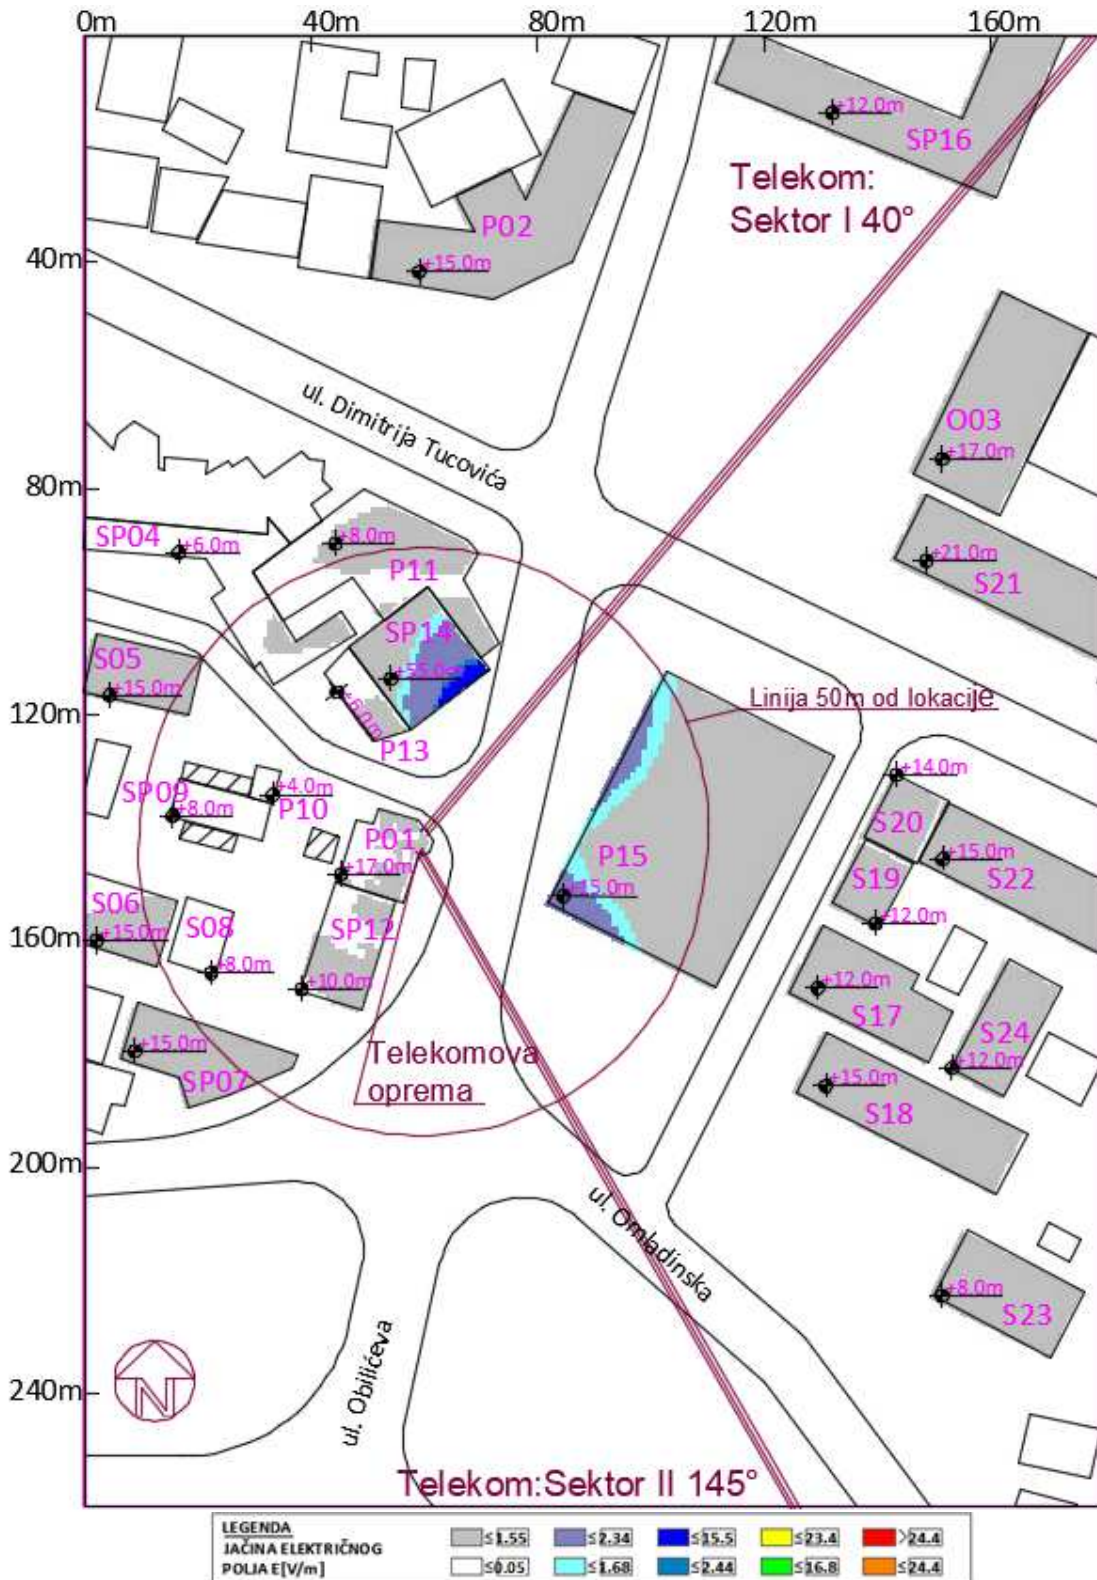 0m 40m 80m 120m 160m
+12.0m
SP16
Telekom:
Sektor I 40°
P02
+15.0m
40m
ul. Dimitrija Tucovića
O03
+17.0m
80m
SP04
+6.0m
+8.0m
P11
+21.0m
S21
SP14
+55.0m
S05
+15.0m
+6.0m
Linija 50m od lokacije
120m
P13
+14.0m
SP09
+4.0m
+8.0m
P10
S20
P01
P15
+15.0m
S22
+17.0m
+15.0m
S19
S06
S08
SP12
+12.0m
160m
+15.0m
+8.0m
+10.0m
+12.0m
S17
S24
+15.0m
Telekomova
oprema
SP07
+12.0m
+15.0m
S18
200m
ul. Omladinska
+8.0m
S23
ul. Obilićeva
N
240m
Telekom:Sektor II 145°
LEGENDA
JAČINA ELEKTRIČNOG
POLJA E[V/m]
≤1.55 ≤2.34 ≤15.5 ≤23.4 >24.4
≤0.05 ≤1.68 ≤2.44 ≤16.8 ≤24.4